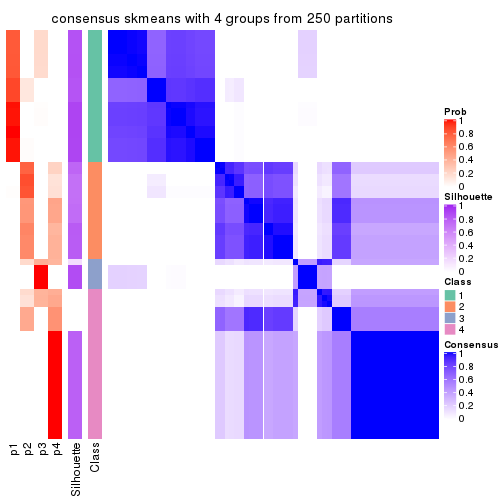 consensus skmeans with 4 groups from 250 partitions
Prob
1
0.8
0.6
0.4
0.2
0
Silhouette
1
0.8
0.6
0.4
0.2
0
Class
1
2
3
4
Consensus
1
0.8
0.6
0.4
0.2
0
p1
p2
p3
p4
Silhouette
Class